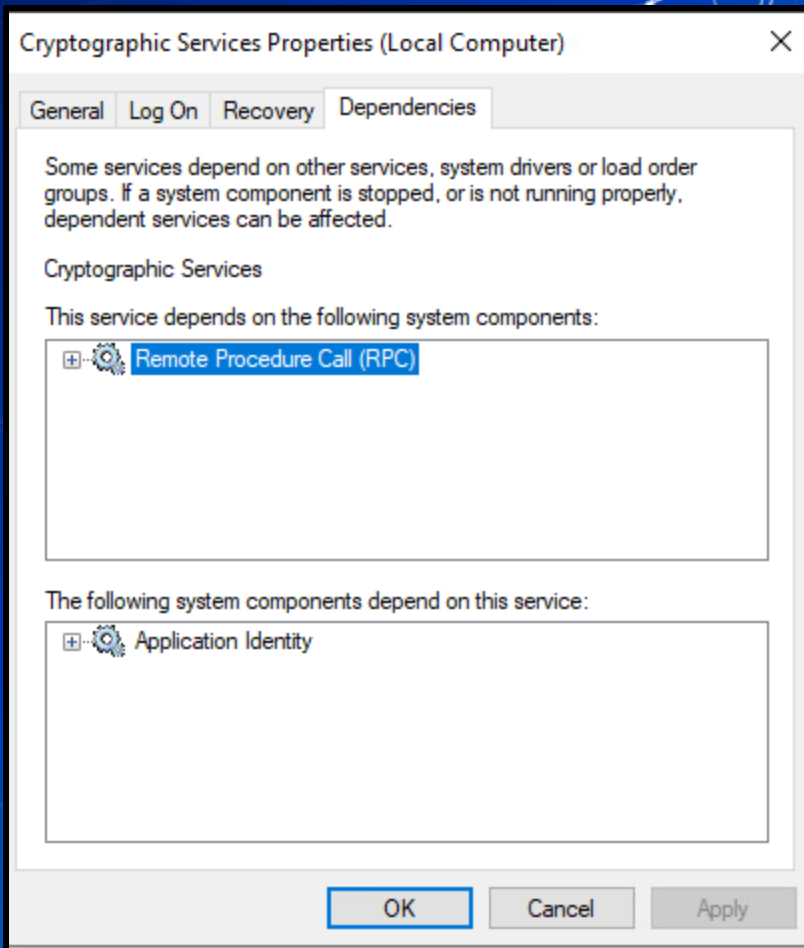 Cryptographic Services Properties (Local Computer)
General Log On Recovery Dependencies
Some services depend on other services, system drivers or load order
groups. If a system component is stopped, or is not running properly,
dependent services can be affected.
Cryptographic Services
This service depends on the following system components:
Remote Procedure Call (RPC)
The following system components depend on this service:
Application Identity
OK Cancel Apply